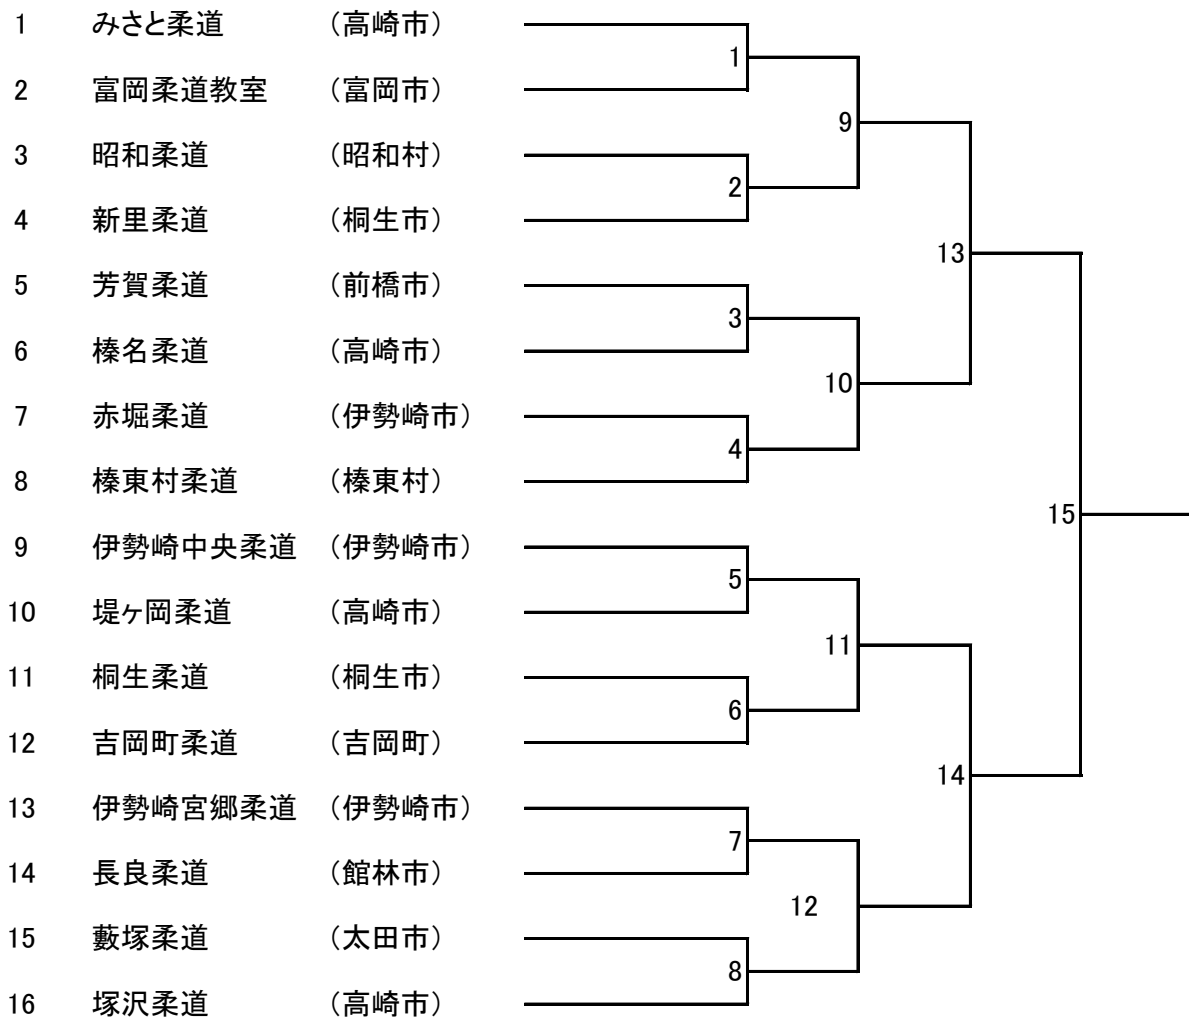 1 みさと柔道 （高崎市）
1
2 富岡柔道教室 （富岡市）
9
3 昭和柔道 （昭和村）
2
4 新里柔道 （桐生市）
13
5 芳賀柔道 （前橋市）
3
6 榛名柔道 （高崎市）
10
7 赤堀柔道 （伊勢崎市）
4
8 榛東村柔道 （榛東村）
15
9 伊勢崎中央柔道 （伊勢崎市）
5
10 堤ヶ岡柔道 （高崎市）
11
11 桐生柔道 （桐生市）
6
12 吉岡町柔道 （吉岡町）
14
13 伊勢崎宮郷柔道 （伊勢崎市）
7
14 長良柔道 （館林市）
12
15 藪塚柔道 （太田市）
8
16 塚沢柔道 （高崎市）